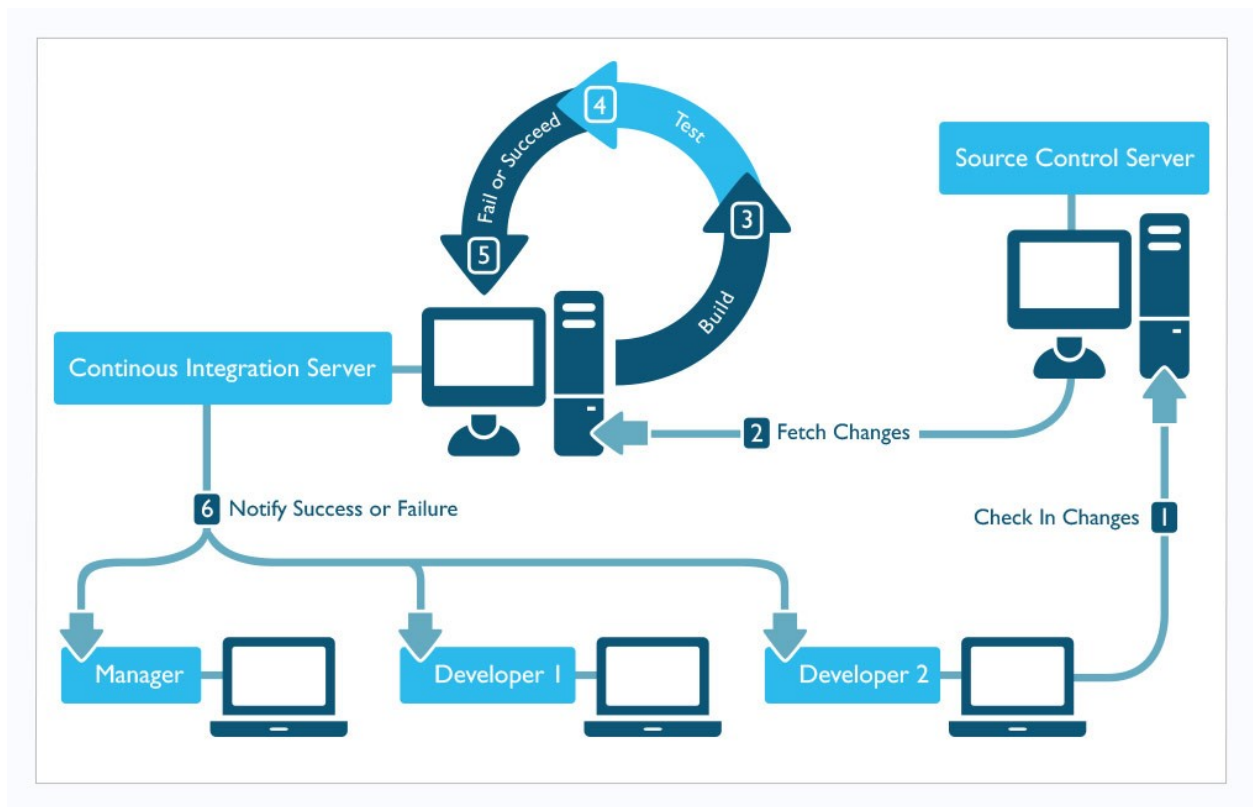 4
Test
Fail or Succeed
Source Control Server
3
5
Build
Continous Integration Server
2 Fetch Changes
6 Notify Success or Failure
Check In Changes 1
Manager
Developer 1
Developer 2